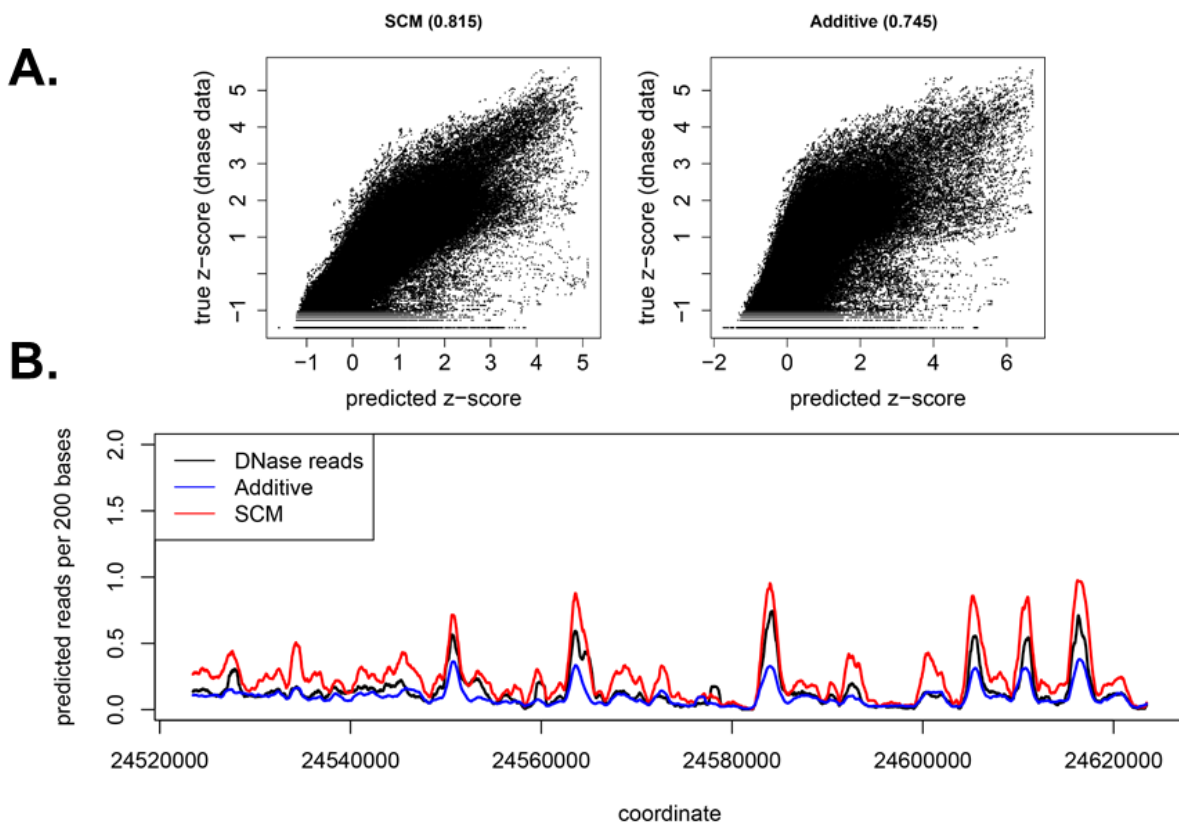 A.
SCM (0.815)
Additive (0.745)
true z−score (dnase data)
−1 1 2 3 4 5
−1 0 1 2 3 4 5
predicted z−score
true z−score (dnase data)
−1 1 2 3 4 5
−2 0 2 4 6
predicted z−score
B.
predicted reads per 200 bases
0.0 0.5 1.0 1.5 2.0
DNase reads
Additive
SCM
24520000 24540000 24560000 24580000 24600000 24620000
coordinate